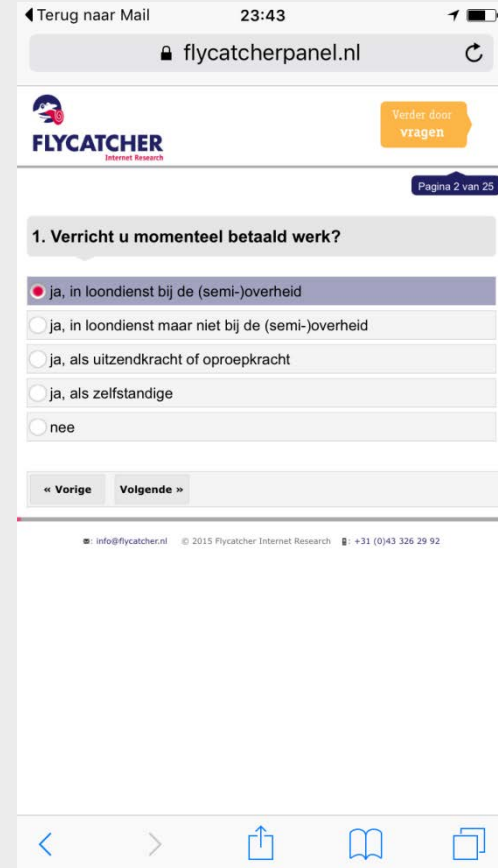 Terug naar Mail 23:43
flycatcherpanel.nl
FLYCATCHER
Internet Research
Verder door
vragen
Pagina 2 van 25
1. Verricht u momenteel betaald werk?
ja, in loondienst bij de (semi-)overheid
ja, in loondienst maar niet bij de (semi-)overheid
ja, als uitzendkracht of oproepkracht
ja, als zelfstandige
nee
« Vorige Volgende »
: info@flycatcher.nl © 2015 Flycatcher Internet Research : +31 (0)43 326 29 92